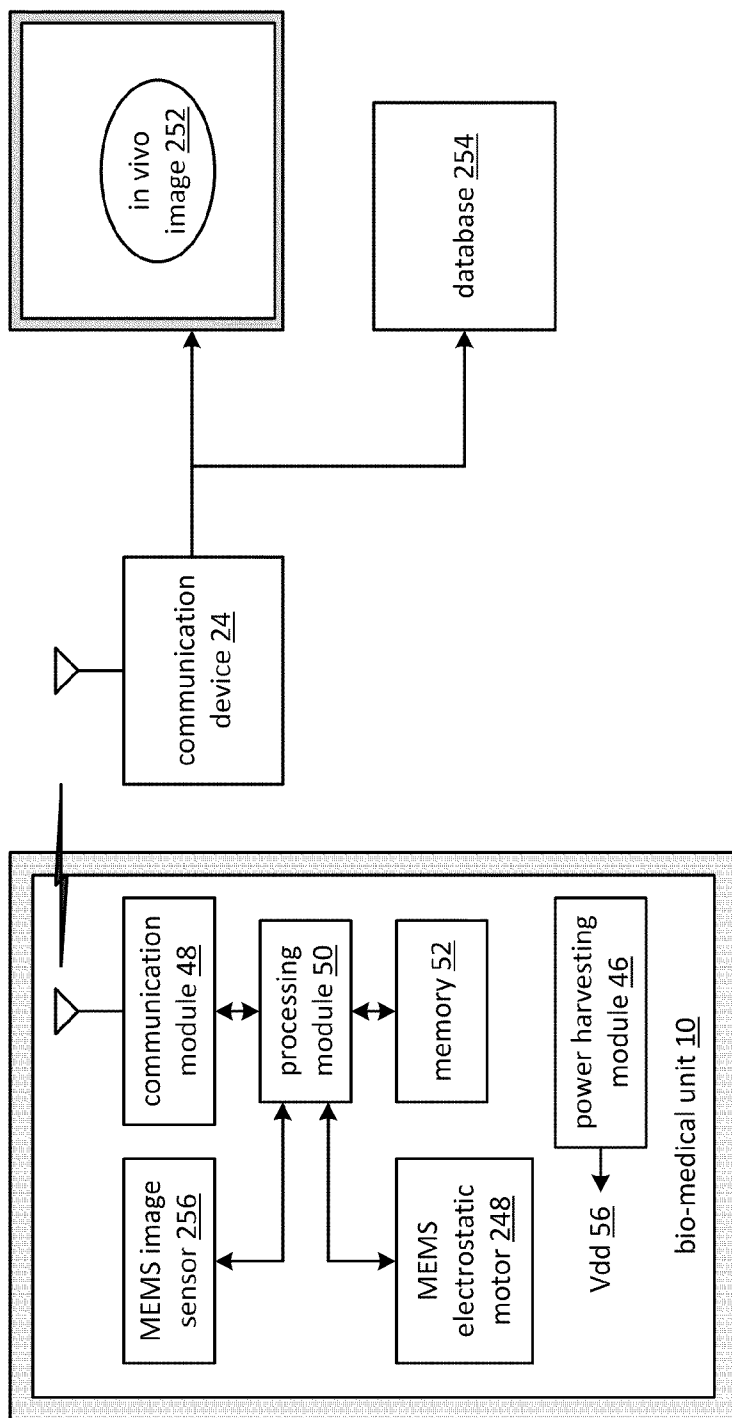 MEMS image
sensor 256
communication
module 48
processing
module 50
MEMS
electrostatic
motor 248
memory 52
Vdd 56
power harvesting
module 46
bio-medical unit 10
communication
device 24
in vivo
image 252
database 254